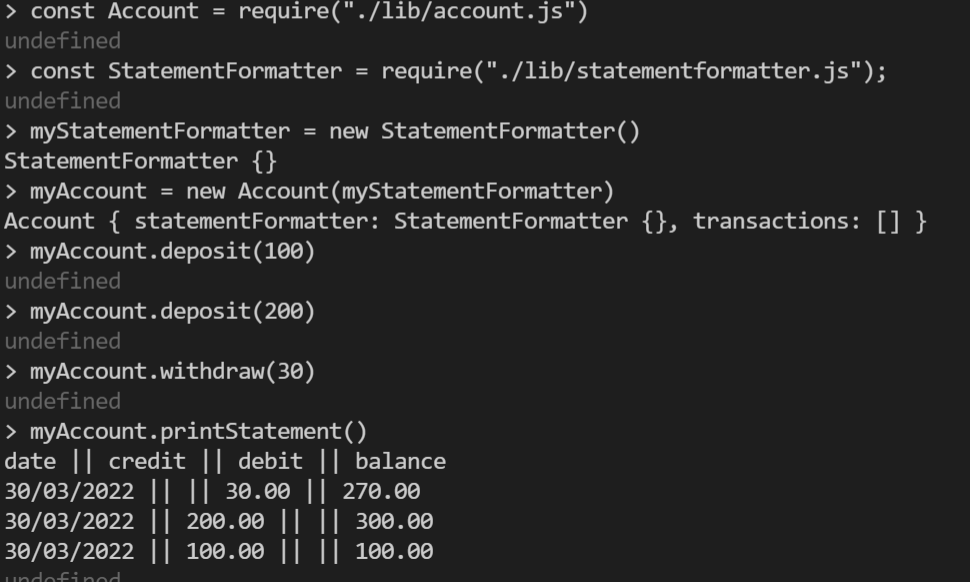 > const Account = require("./lib/account.js")
undefined
> const StatementFormatter = require("./lib/statementformatter.js");
undefined
> myStatementFormatter = new StatementFormatter()
StatementFormatter {}
> myAccount = new Account(myStatementFormatter)
Account { statementFormatter: StatementFormatter {}, transactions: [] }
> myAccount.deposit(100)
undefined
> myAccount.deposit(200)
undefined
> myAccount.withdraw(30)
undefined
> myAccount.printStatement()
date || credit || debit || balance
30/03/2022 || || 30.00 || 270.00
30/03/2022 || 200.00 || || 300.00
30/03/2022 || 100.00 || || 100.00
undefined